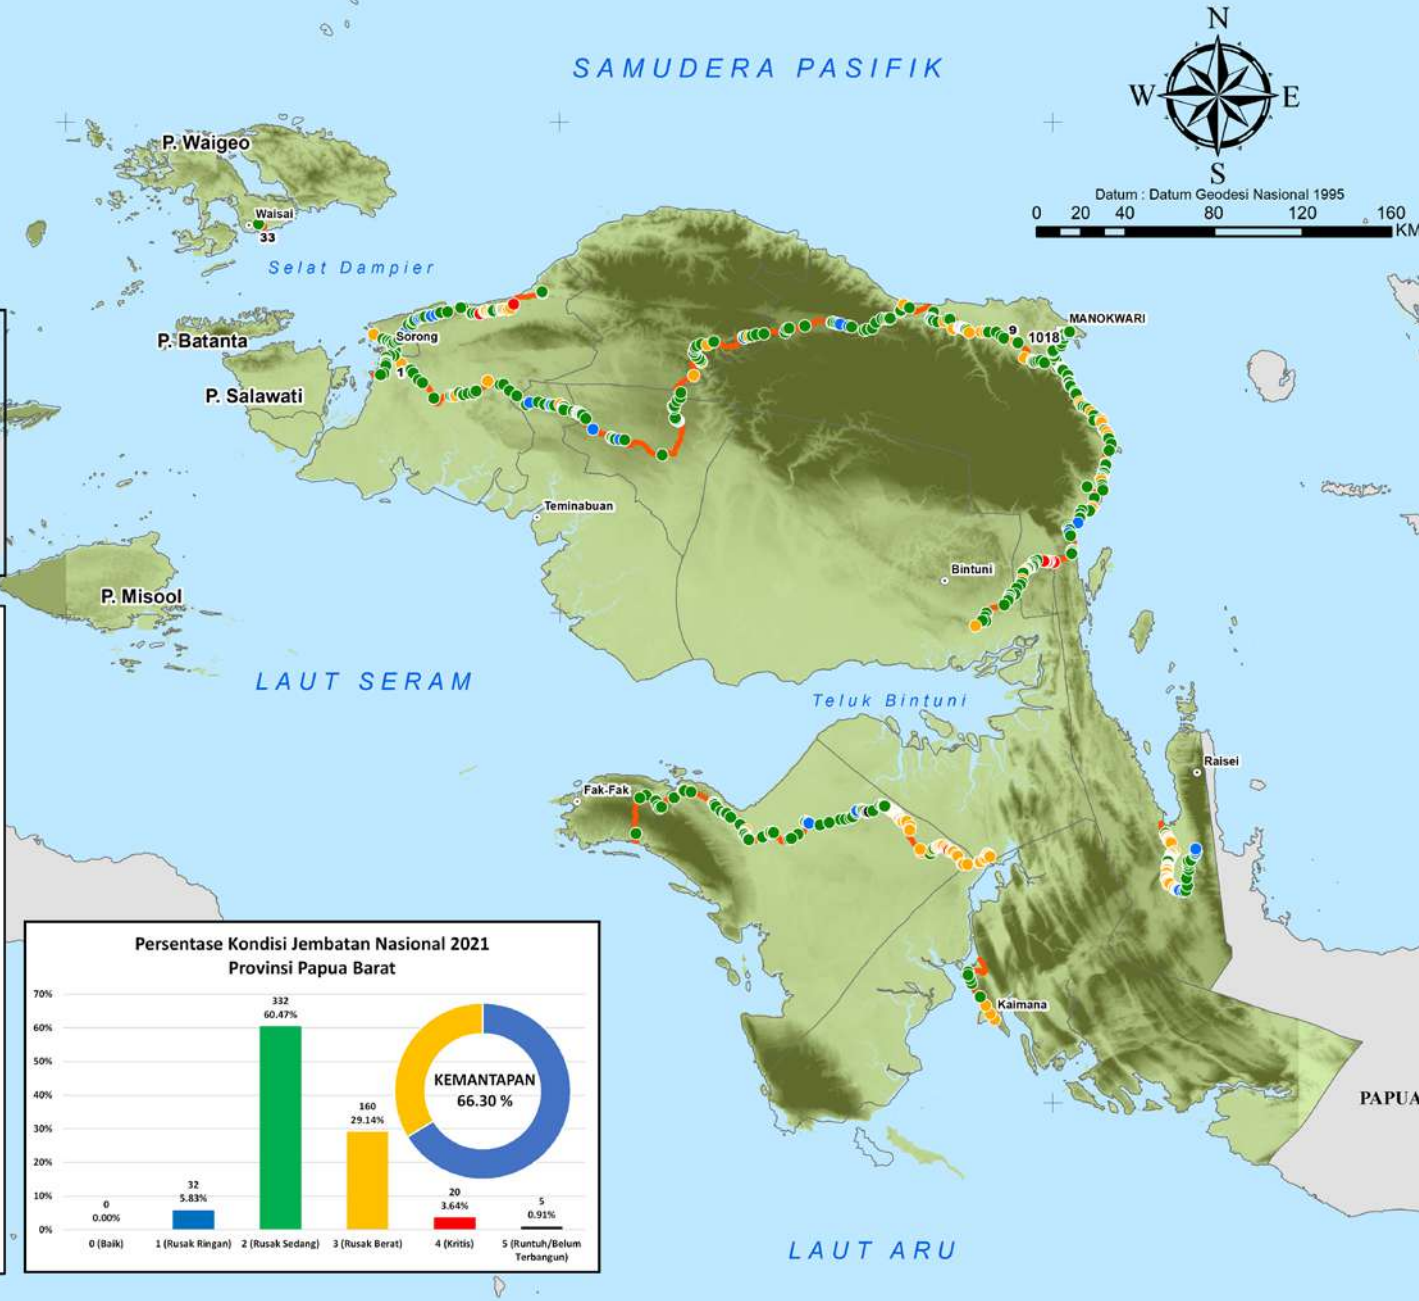 N
SAMUDERA PASIFIK
W
E
S
Datum : Datum Geodesi Nasional 1995
0 20 40 80 120 160
KM
P. Waigeo
Waisai
33
Selat Dampier
P. Batanta
Sorong
1
P. Salawati
9
1018
MANOKWARI
Teminabuan
Bintuni
P. Misool
LAUT SERAM
Teluk Bintuni
Raisei
Fak-Fak
Kaimana
PAPUA
LAUT ARU
Persentase Kondisi Jembatan Nasional 2021
Provinsi Papua Barat
70%
60%
50%
40%
30%
20%
10%
0%
0
0.00%
32
5.83%
332
60.47%
160
29.14%
20
3.64%
5
0.91%
KEMANTAPAN
66.30 %
0 (Baik)
1 (Rusak Ringan)
2 (Rusak Sedang)
3 (Rusak Berat)
4 (Kritis)
5 (Runtuh/Belum
Terbangun)